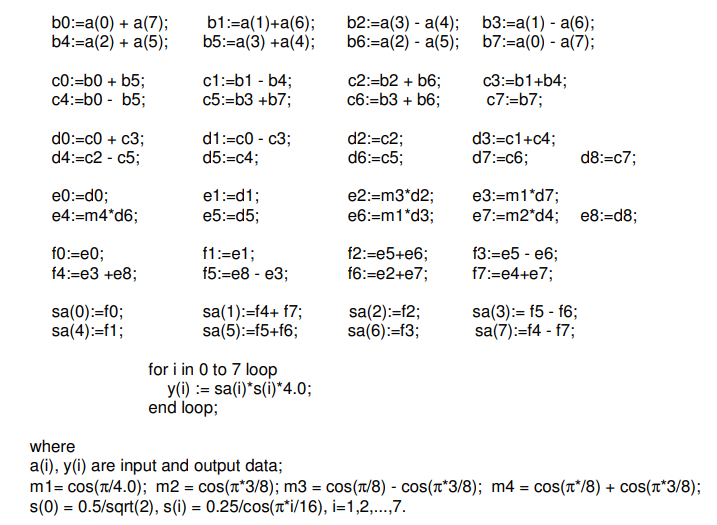 b0:=a(0) + a(7); b1:=a(1)+a(6); b2:=a(3) - a(4); b3:=a(1) - a(6);
b4:=a(2) + a(5); b5:=a(3) +a(4); b6:=a(2) - a(5); b7:=a(0) - a(7);
c0:=b0 + b5; c1:=b1 - b4; c2:=b2 + b6; c3:=b1+b4;
c4:=b0 - b5; c5:=b3 +b7; c6:=b3 + b6; c7:=b7;
d0:=c0 + c3; d1:=c0 - c3; d2:=c2; d3:=c1+c4;
d4:=c2 - c5; d5:=c4; d6:=c5; d7:=c6; d8:=c7;
e0:=d0; e1:=d1; e2:=m3*d2; e3:=m1*d7;
e4:=m4*d6; e5:=d5; e6:=m1*d3; e7:=m2*d4; e8:=d8;
f0:=e0; f1:=e1; f2:=e5+e6; f3:=e5 - e6;
f4:=e3 +e8; f5:=e8 - e3; f6:=e2+e7; f7:=e4+e7;
sa(0):=f0; sa(1):=f4+ f7; sa(2):=f2; sa(3):= f5 - f6;
sa(4):=f1; sa(5):=f5+f6; sa(6):=f3; sa(7):=f4 - f7;
for i in 0 to 7 loop
y(i) := sa(i)*s(i)*4.0;
end loop;
where
a(i), y(i) are input and output data;
m1= cos(π/4.0); m2 = cos(π*3/8); m3 = cos(π/8) - cos(π*3/8); m4 = cos(π*/8) + cos(π*3/8);
s(0) = 0.5/sqrt(2), s(i) = 0.25/cos(π*i/16), i=1,2,...,7.